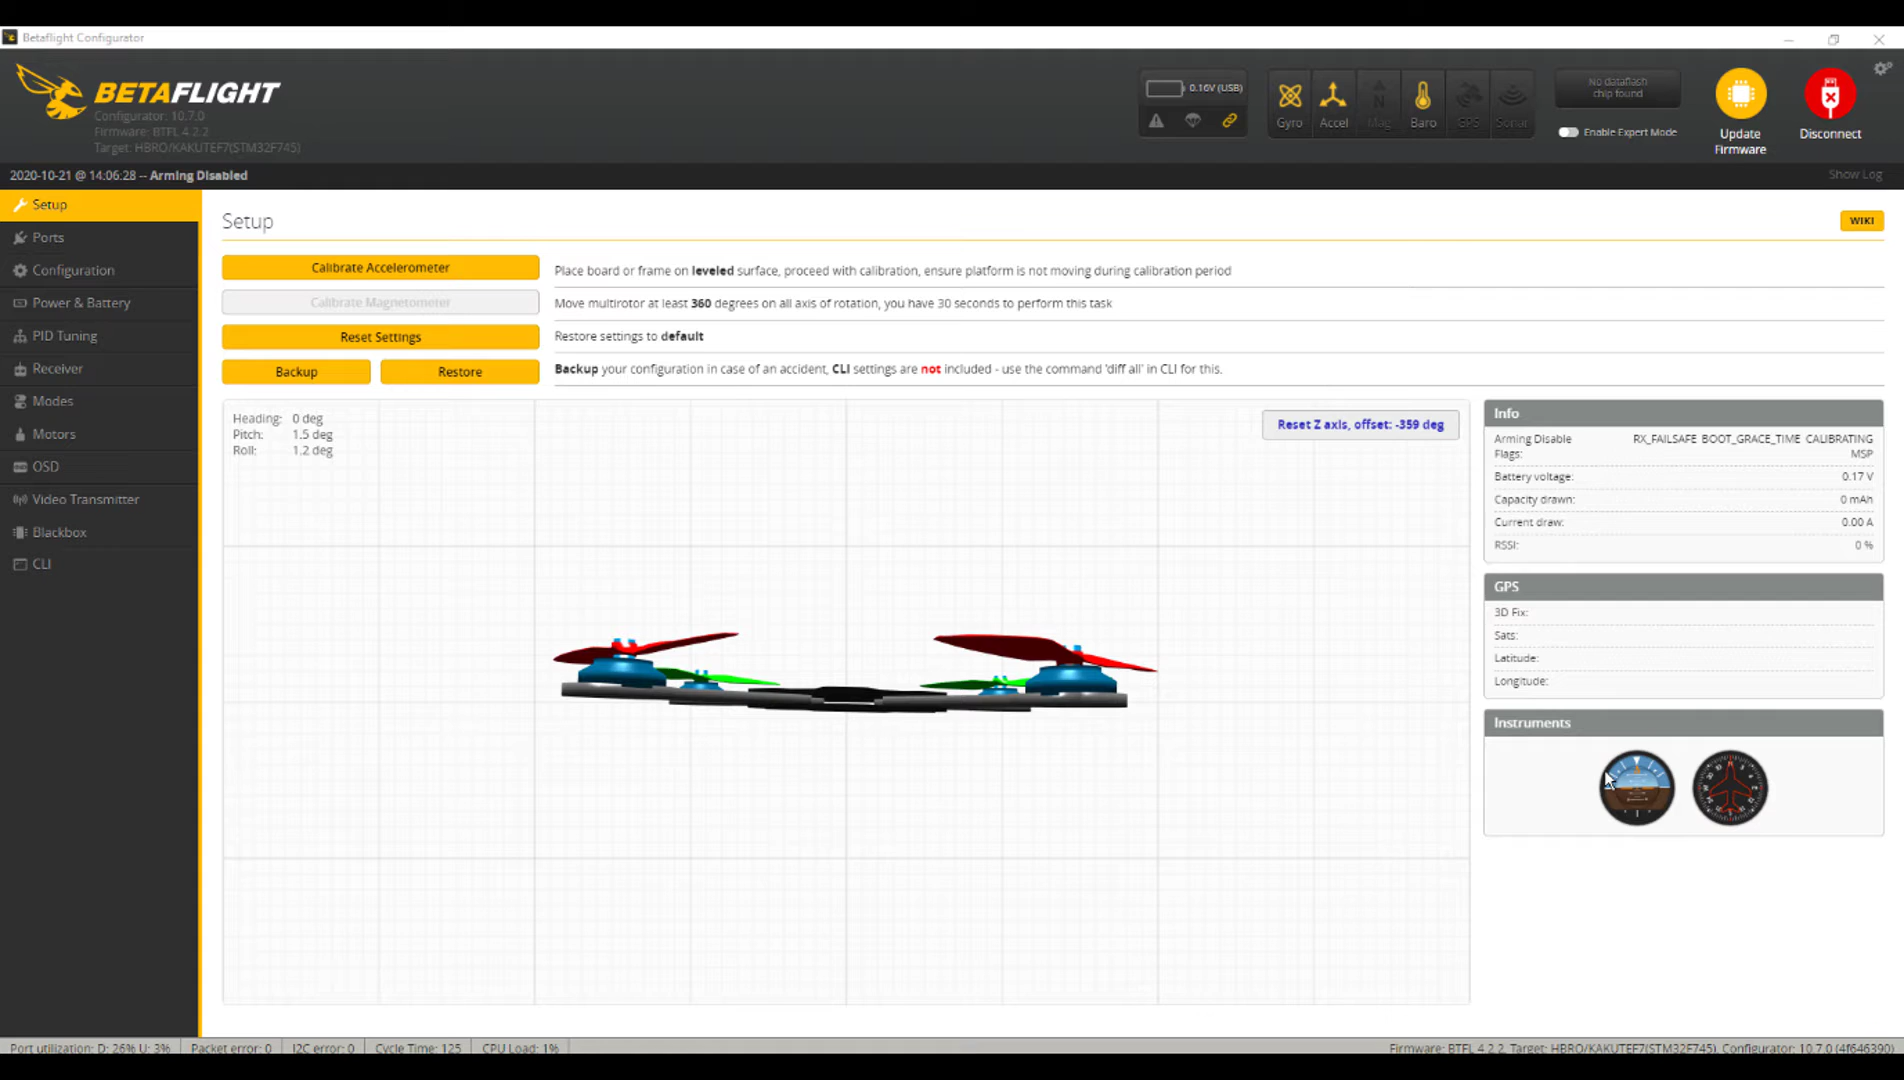 Betaflight Configurator
BETAFLIGHT
Configurator: 10.7.0
Firmware: BTFL 4.2.2
Target: HBRO/KAKUTEF7(STM32F745)
0.16V (USB)
Gyro
Accel
Mag
Baro
GPS
Sonar
No dataflash
chip found
Enable Expert Mode
Update
Firmware
Disconnect
2020-10-21 @ 14:06:28 -- Arming Disabled
Show Log
Setup
Ports
Configuration
Power & Battery
PID Tuning
Receiver
Modes
Motors
OSD
Video Transmitter
Blackbox
CLI
Setup
WIKI
Calibrate Accelerometer
Place board or frame on leveled surface, proceed with calibration, ensure platform is not moving during calibration period
Calibrate Magnetometer
Move multirotor at least 360 degrees on all axis of rotation, you have 30 seconds to perform this task
Reset Settings
Restore settings to default
Backup
Restore
Backup your configuration in case of an accident, CLI settings are not included - use the command 'diff all' in CLI for this.
Heading: 0 deg
Pitch: 1.5 deg
Roll: 1.2 deg
Reset Z axis, offset: -359 deg
Info
Arming Disable Flags: RX_FAILSAFE BOOT_GRACE_TIME CALIBRATING MSP
Battery voltage: 0.17 V
Capacity drawn: 0 mAh
Current draw: 0.00 A
RSSI: 0 %
GPS
3D Fix:
Sats:
Latitude:
Longitude:
Instruments
Port utilization: D: 26% U: 3%
Packet error: 0
I2C error: 0
Cycle Time: 125
CPU Load: 1%
Firmware: BTFL 4.2.2, Target: HBRO/KAKUTEF7(STM32F745), Configurator: 10.7.0 (4f646390)